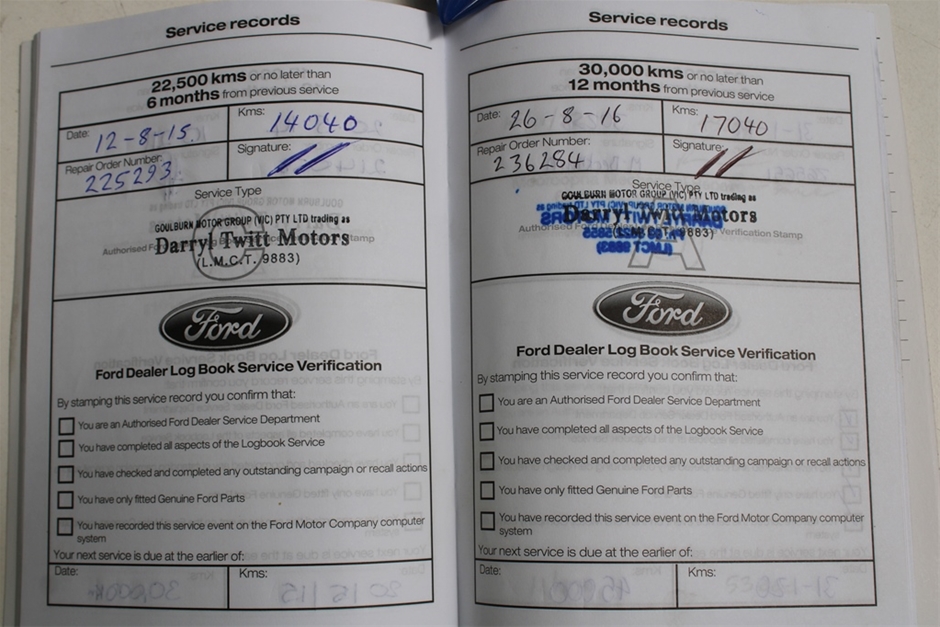 Service records
22,500 kms or no later than
6 months from previous service
Date: 12-8-15.
Kms: 14040
Repair Order Number: 225293
Signature:
Service Type
GOULBURN MOTOR GROUP (VIC) PTY LTD trading as
Darryl Twitt Motors
(L.M.C.T. 9883)
Ford
Ford Dealer Log Book Service Verification
By stamping this service record you confirm that:
You are an Authorised Ford Dealer Service Department
You have completed all aspects of the Logbook Service
You have checked and completed any outstanding campaign or recall actions
You have only fitted Genuine Ford Parts
You have recorded this service event on the Ford Motor Company computer
system
Your next service is due at the earlier of:
Date:
Kms:
Service records
30,000 kms or no later than
12 months from previous service
Date: 26-8-16
Kms: 17040
Repair Order Number: 236284
Signature:
Service Type
GOULBURN MOTOR GROUP (VIC) PTY LTD trading as
Darryl Twitt Motors
(L.M.C.T. 9883)
Verification Stamp
Ford
Ford Dealer Log Book Service Verification
By stamping this service record you confirm that:
You are an Authorised Ford Dealer Service Department
You have completed all aspects of the Logbook Service
You have checked and completed any outstanding campaign or recall actions
You have only fitted Genuine Ford Parts
You have recorded this service event on the Ford Motor Company computer
system
Your next service is due at the earlier of:
Date:
Kms: